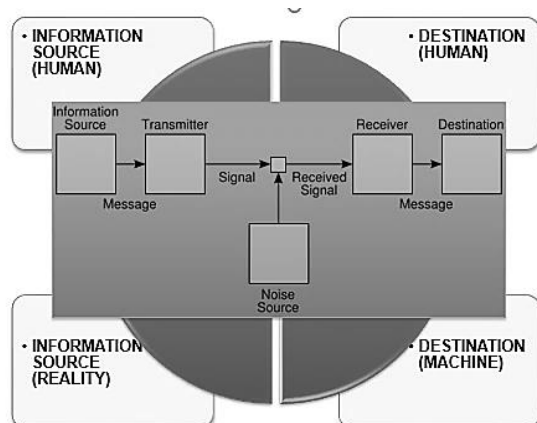 • INFORMATION
SOURCE
(HUMAN)
• DESTINATION
(HUMAN)
Information
Source
Transmitter
Receiver
Destination
Signal
Received
Signal
Message
Message
Noise
Source
• INFORMATION
SOURCE
(REALITY)
• DESTINATION
(MACHINE)